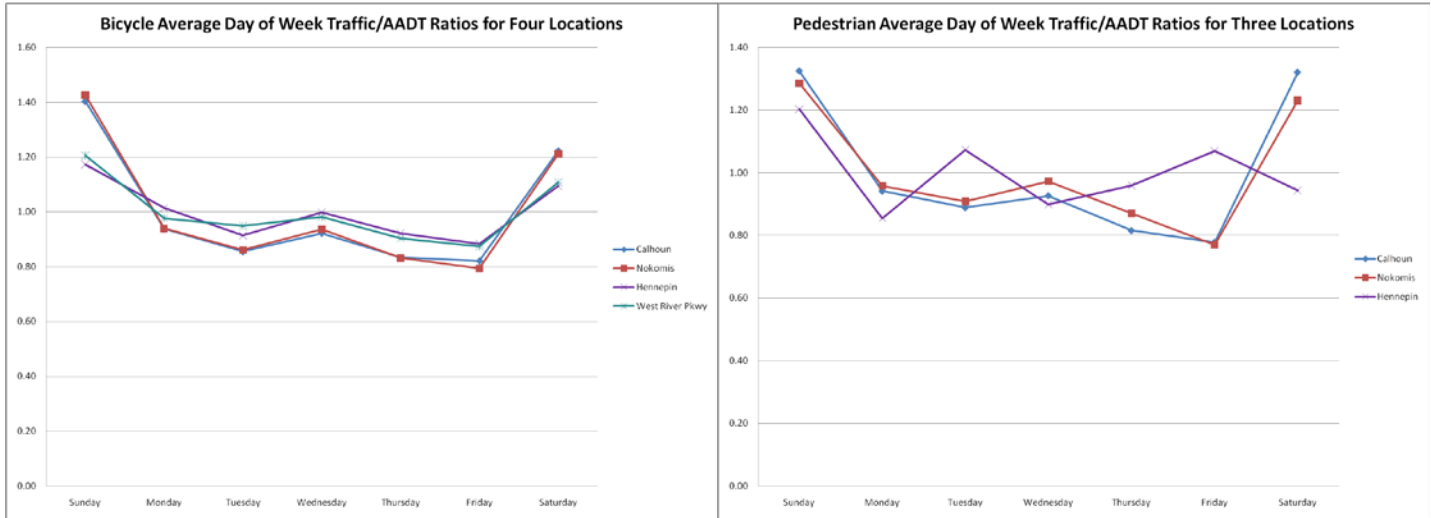 Bicycle Average Day of Week Traffic/AADT Ratios for Four Locations
1.60
1.40
1.20
1.00
0.80
0.60
0.40
0.20
0.00
Sunday Monday Tuesday Wednesday Thursday Friday Saturday
Calhoun
Nokomis
Hennepin
West River Pkwy
Pedestrian Average Day of Week Traffic/AADT Ratios for Three Locations
1.40
1.20
1.00
0.80
0.60
0.40
0.20
0.00
Sunday Monday Tuesday Wednesday Thursday Friday Saturday
Calhoun
Nokomis
Hennepin